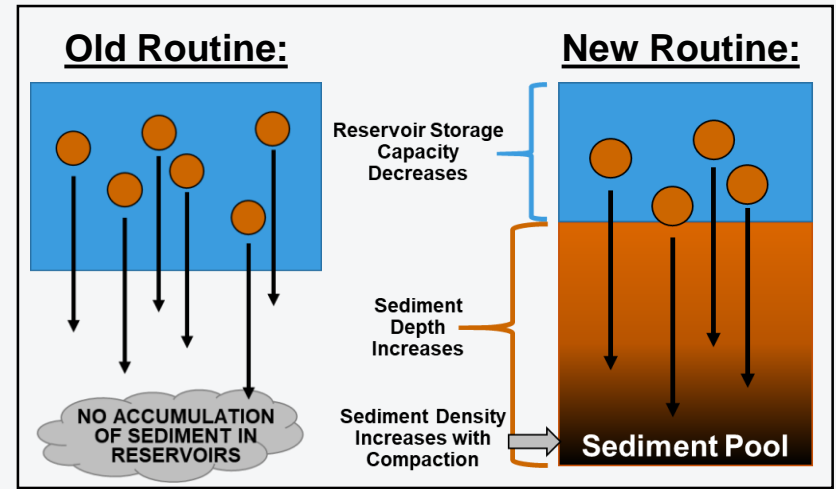 Old Routine:
New Routine:
Reservoir Storage
Capacity
Decreases
Sediment
Depth
Increases
NO ACCUMULATION
OF SEDIMENT IN
RESERVOIRS
Sediment Density
Increases with
Compaction
Sediment Pool